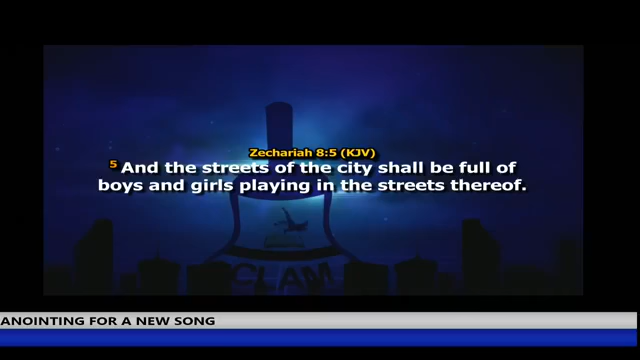 Zechariah 8:5 (KJV)
5 And the streets of the city shall be full of
boys and girls playing in the streets thereof.
CLAM
ANOINTING FOR A NEW SONG